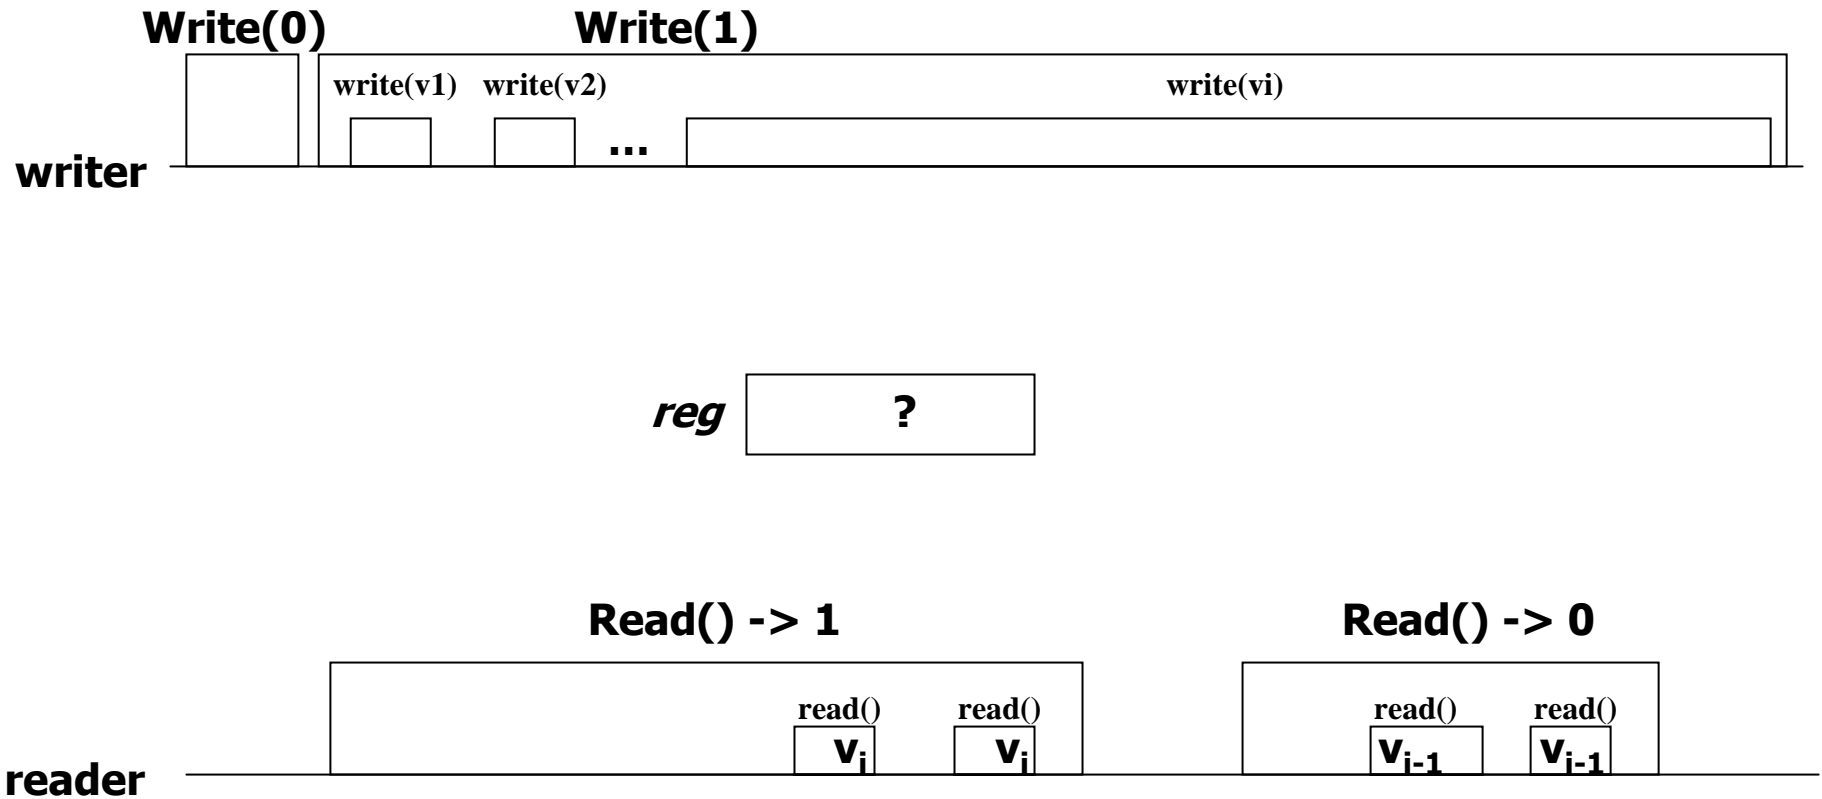 Write(0) Write(1)
write(v1) write(v2) write(vi)
...
writer
reg ?
Read() -> 1 Read() -> 0
read() read() read() read()
vi vi vi-1 vi-1
reader